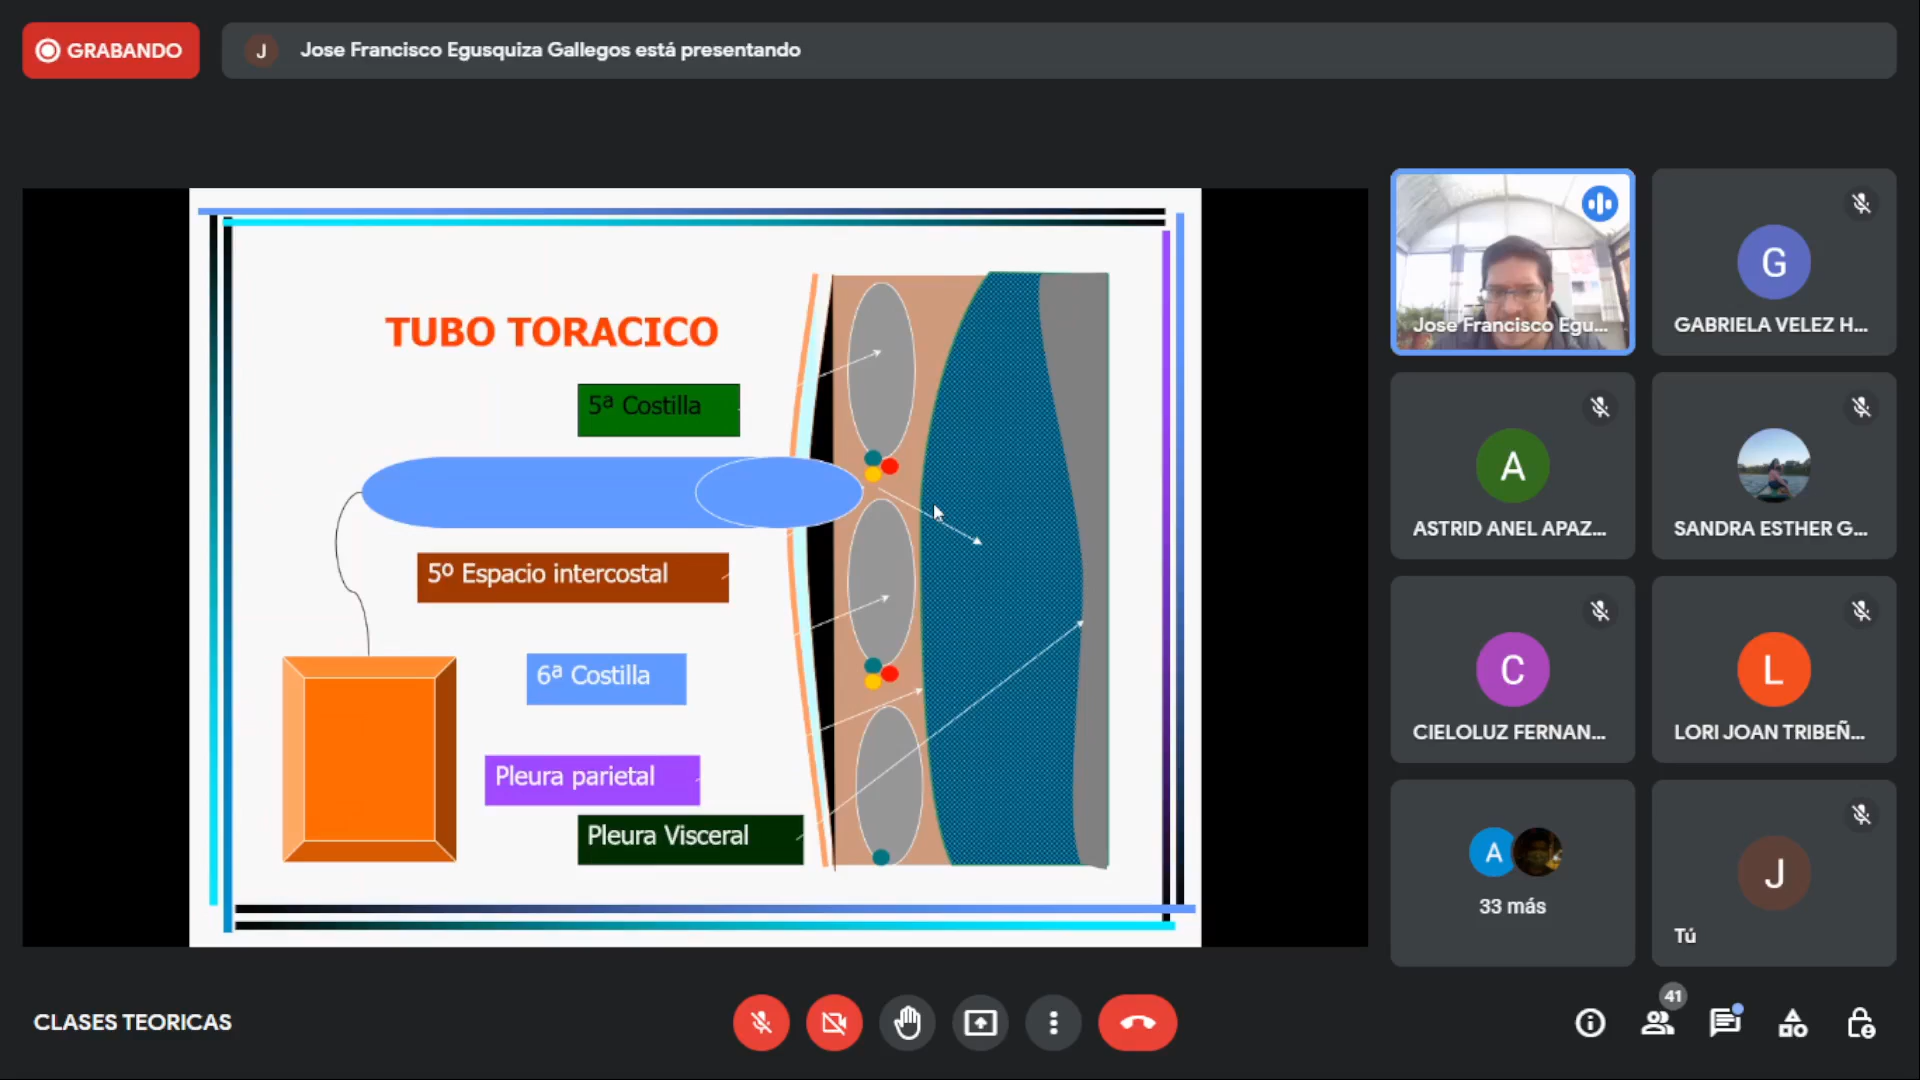 GRABANDO
J
Jose Francisco Egusquiza Gallegos está presentando
TUBO TORACICO
5ª Costilla
5º Espacio intercostal
6ª Costilla
Pleura parietal
Pleura Visceral
Jose Francisco Egu...
G
GABRIELA VELEZ H...
A
ASTRID ANEL APAZ...
SANDRA ESTHER G...
C
CIELOLUZ FERNAN...
L
LORI JOAN TRIBEÑ...
A
33 más
J
Tú
CLASES TEORICAS
41